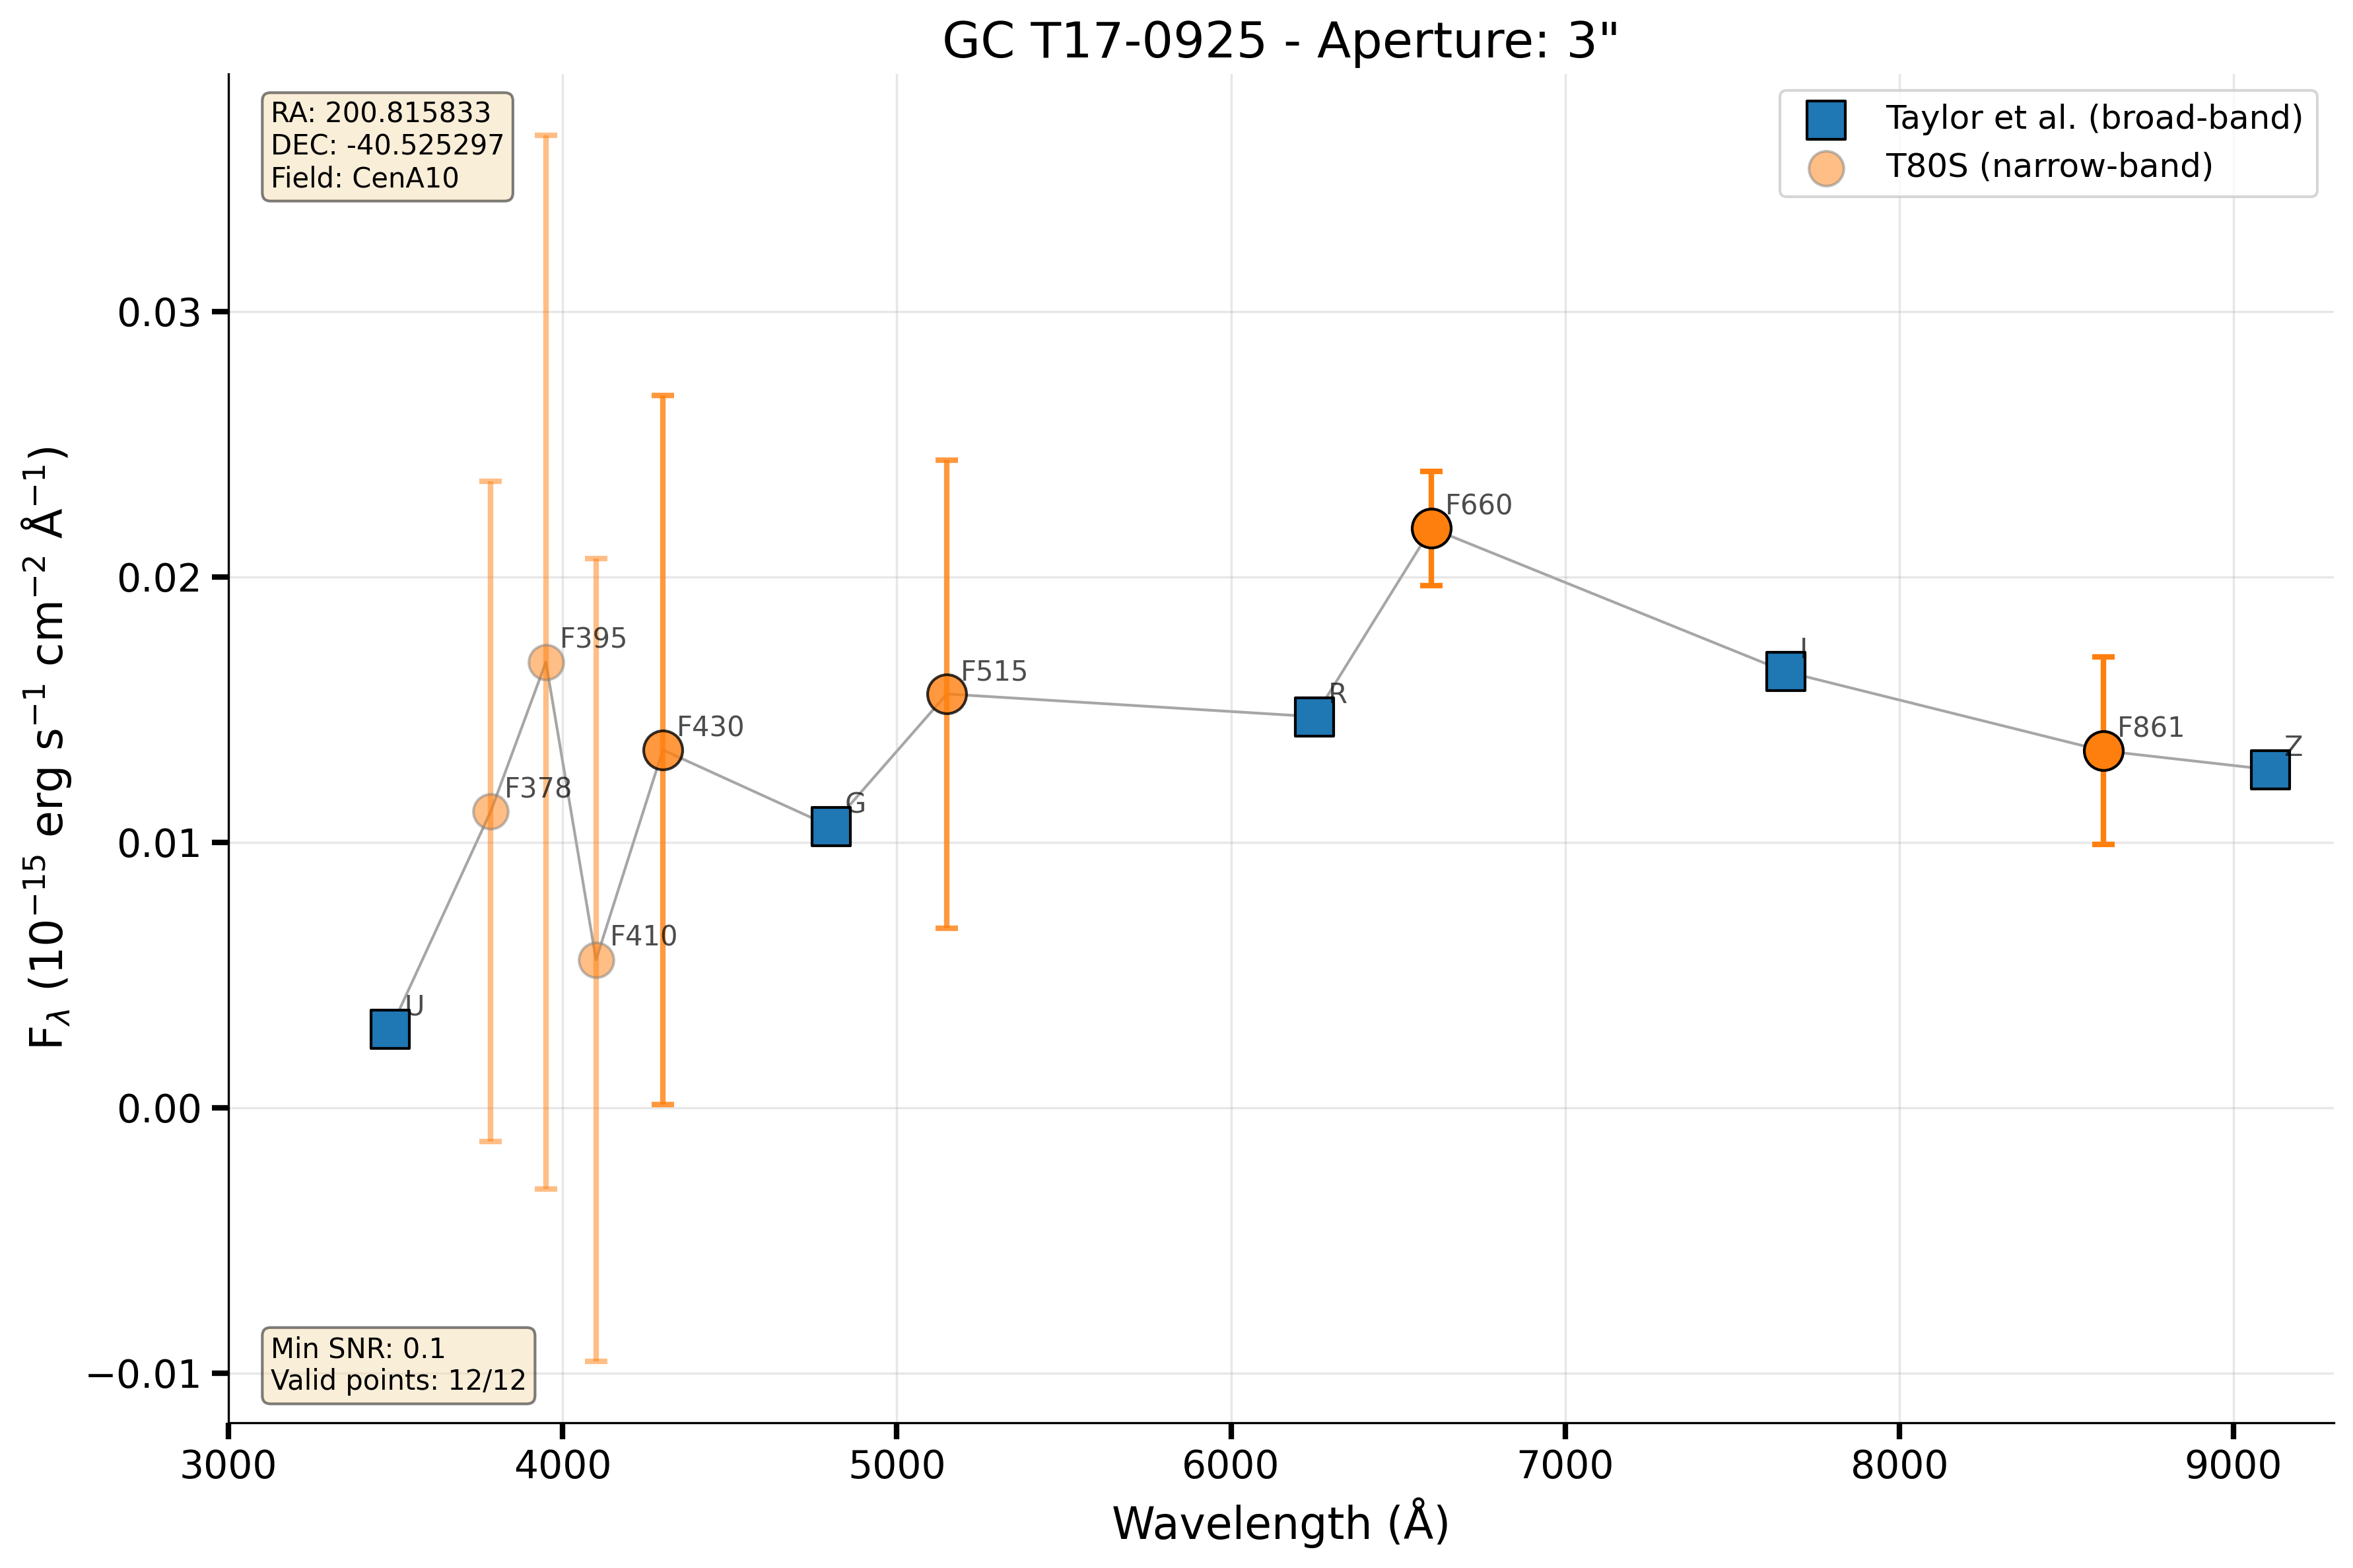 GC T17-0925 - Aperture: 3"
RA: 200.815833
DEC: -40.525297
Field: CenA10
Taylor et al. (broad-band)
T80S (narrow-band)
F_λ (10⁻¹⁵ erg s⁻¹ cm⁻² Å⁻¹)
0.03
0.02
0.01
0.00
−0.01
U
F378
F395
F410
F430
G
F515
R
F660
I
F861
Z
Min SNR: 0.1
Valid points: 12/12
3000 4000 5000 6000 7000 8000 9000
Wavelength (Å)